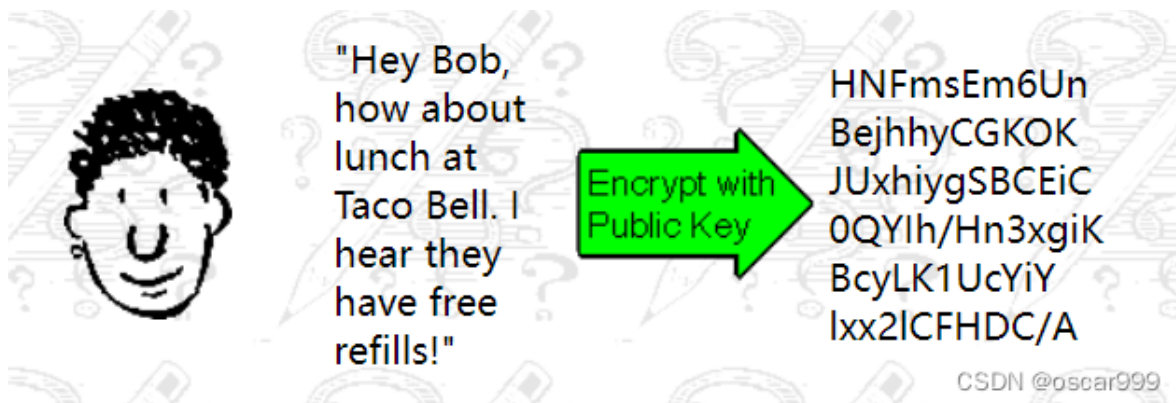 "Hey Bob,
how about
lunch at
Taco Bell. I
hear they
have free
refills!"
Encrypt with
Public Key
HNFmsEm6Un
BejhhyCGKOK
JUxhiygSBCEiC
0QYIh/Hn3xgiK
BcyLK1UcYiY
lxx2lCFHDC/A
CSDN @oscar999